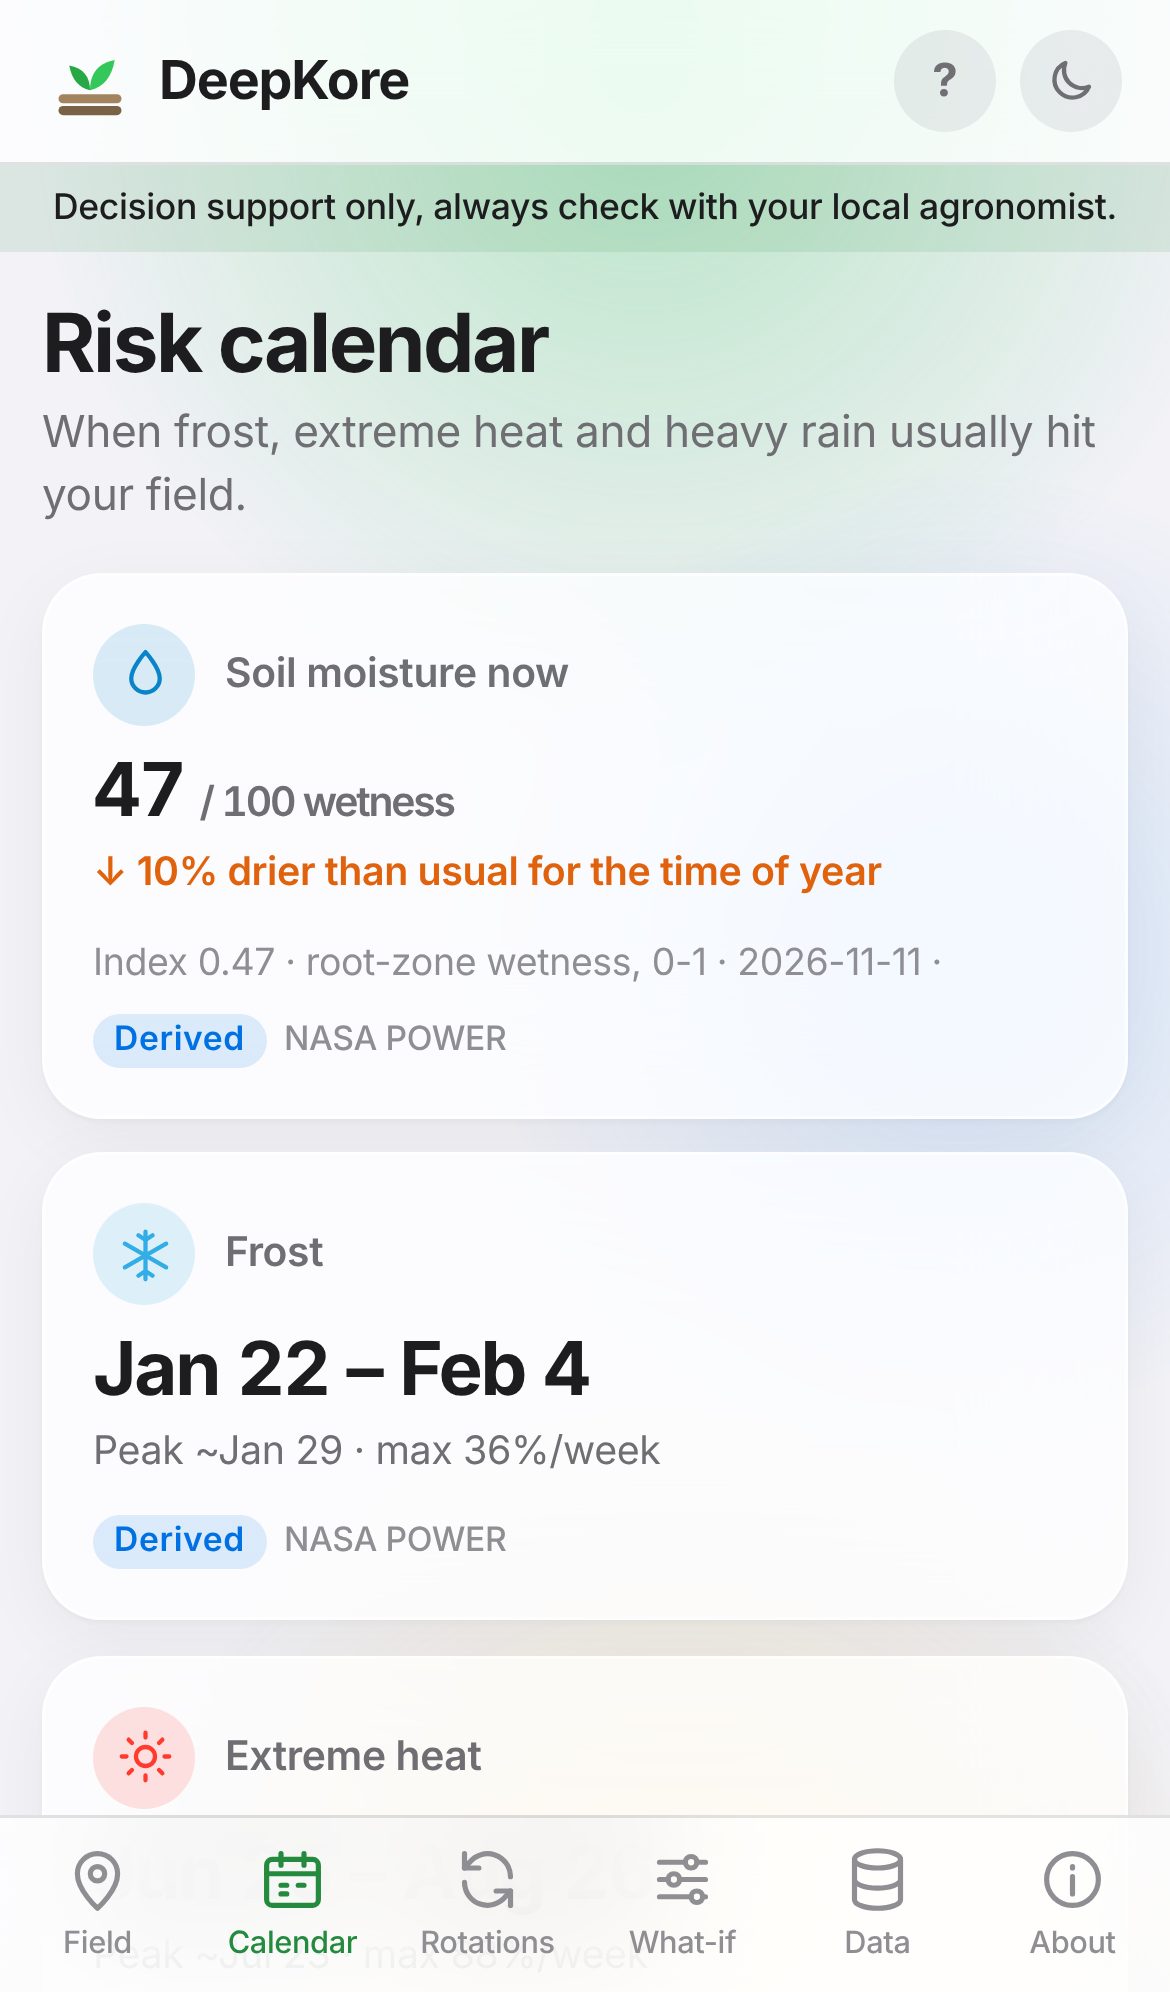 DeepKore
?
Decision support only, always check with your local agronomist.
Risk calendar
When frost, extreme heat and heavy rain usually hit
your field.
Soil moisture now
47 / 100 wetness
↓ 10% drier than usual for the time of year
Index 0.47 · root-zone wetness, 0-1 · 2026-11-11 ·
Derived NASA POWER
Frost
Jan 22 – Feb 4
Peak ~Jan 29 · max 36%/week
Derived NASA POWER
Extreme heat
Field Calendar Rotations What-if Data About